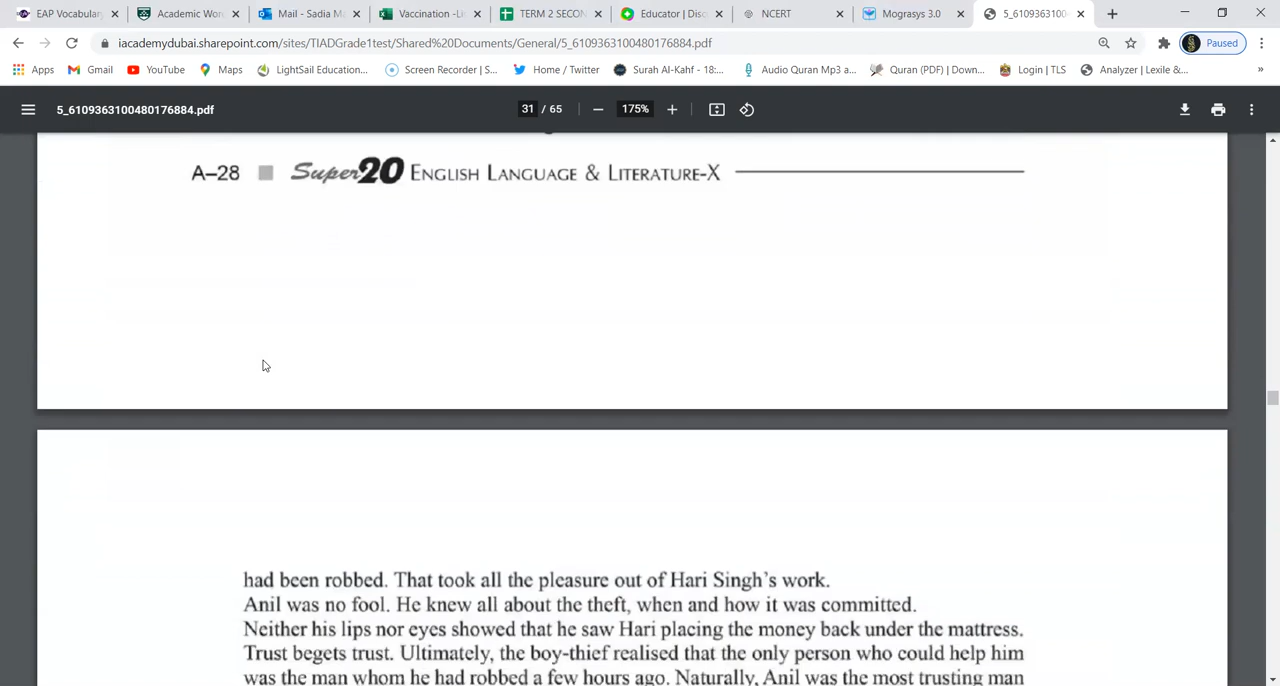 EAP Vocabulary
Academic Wor
Mail - Sadia M
Vaccination -Li
TERM 2 SECON
Educator | Disc
NCERT
Mograsys 3.0
5_6109363100
iacademydubai.sharepoint.com/sites/TIADGrade1test/Shared%20Documents/General/5_6109363100480176884.pdf
Paused
Apps
Gmail
YouTube
Maps
LightSail Education...
Screen Recorder | S...
Home / Twitter
Surah Al-Kahf - 18:...
Audio Quran Mp3 a...
Quran (PDF) | Down...
Login | TLS
Analyzer | Lexile &...
»
5_6109363100480176884.pdf
31 / 65
175%
A–28 Super20 ENGLISH LANGUAGE & LITERATURE-X
had been robbed. That took all the pleasure out of Hari Singh's work.
Anil was no fool. He knew all about the theft, when and how it was committed.
Neither his lips nor eyes showed that he saw Hari placing the money back under the mattress.
Trust begets trust. Ultimately, the boy-thief realised that the only person who could help him
was the man whom he had robbed a few hours ago. Naturally, Anil was the most trusting man